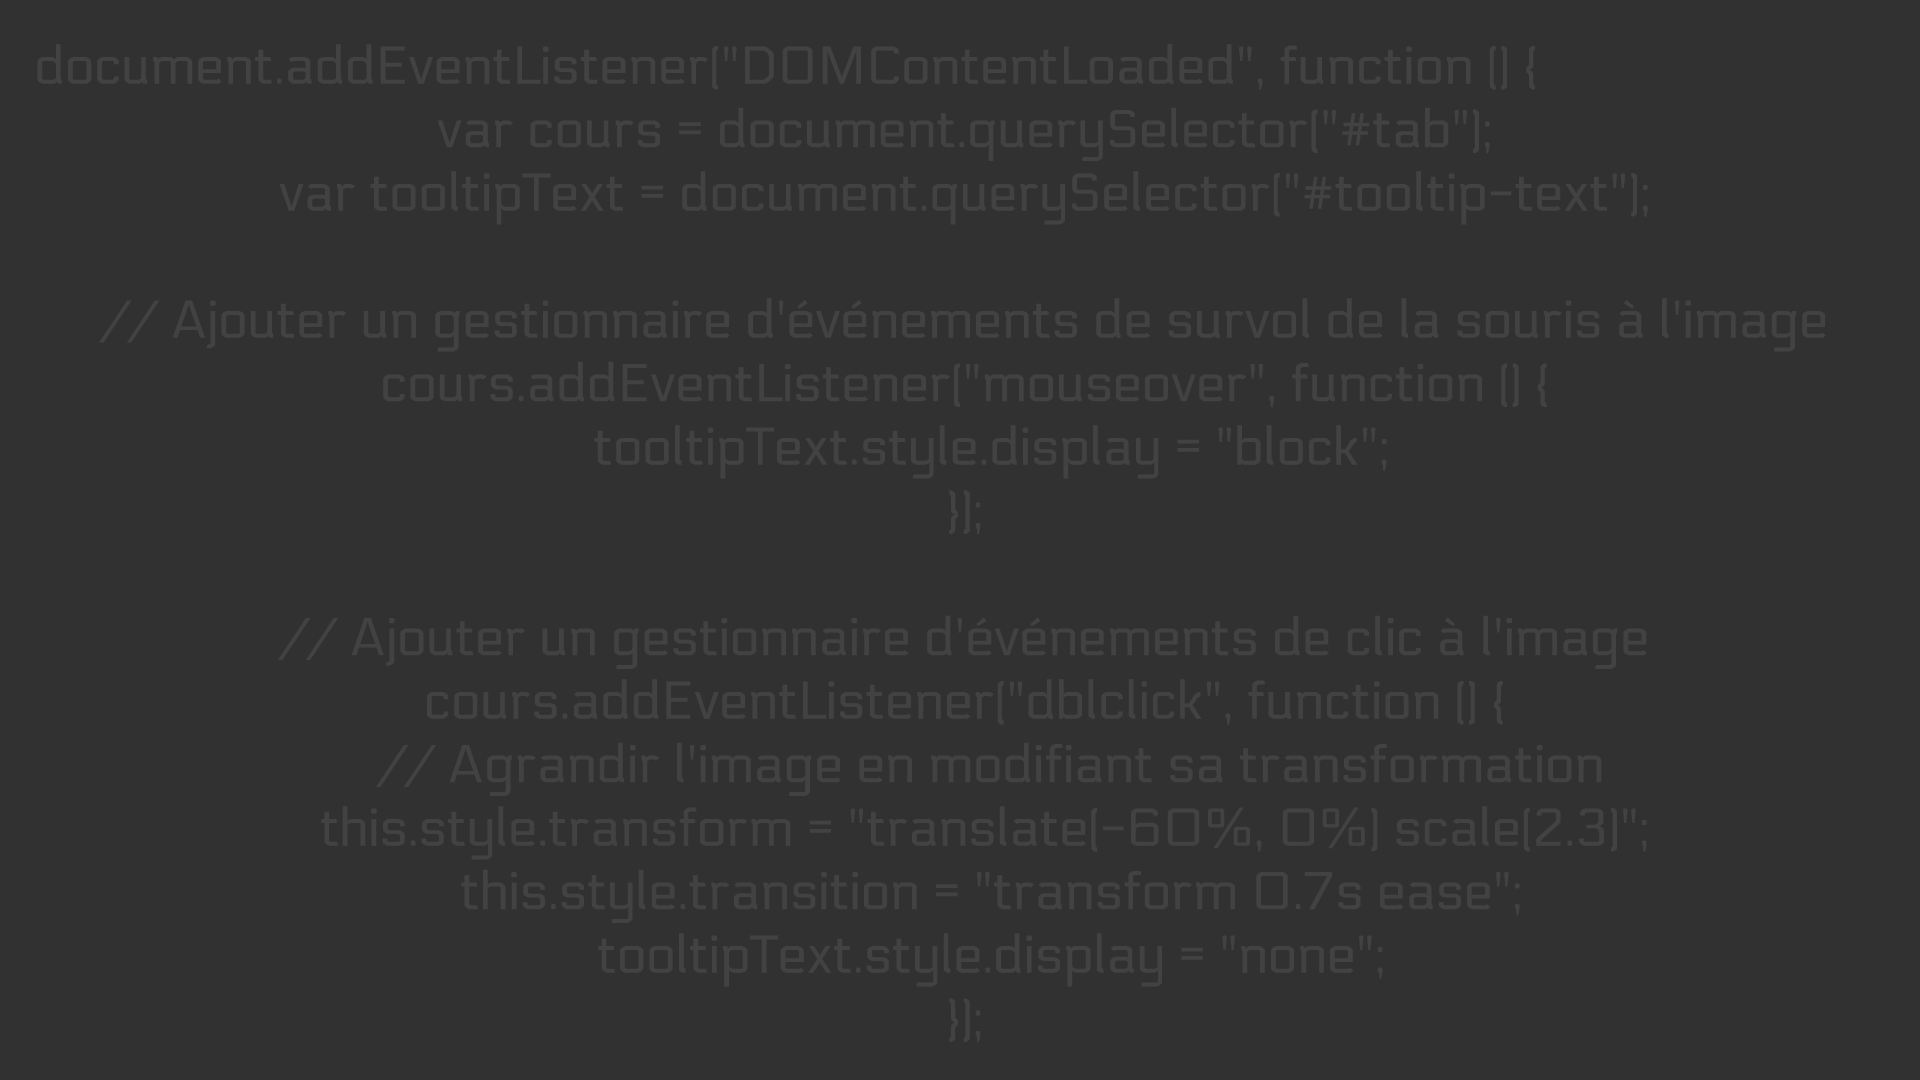 document.addEventListener("DOMContentLoaded", function () {
var cours = document.querySelector("#tab");
var tooltipText = document.querySelector("#tooltip-text");
// Ajouter un gestionnaire d'événements de survol de la souris à l'image
cours.addEventListener("mouseover", function () {
tooltipText.style.display = "block";
});
// Ajouter un gestionnaire d'événements de clic à l'image
cours.addEventListener("dblclick", function () {
// Agrandir l'image en modifiant sa transformation
this.style.transform = "translate(-60%, 0%) scale(2.3)";
this.style.transition = "transform 0.7s ease";
tooltipText.style.display = "none";
});